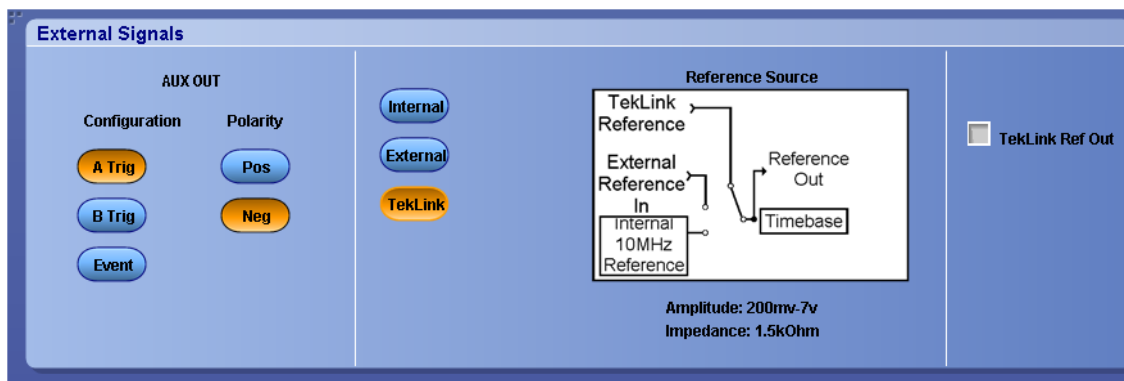 External Signals
AUX OUT
Configuration
Polarity
A Trig
Pos
B Trig
Neg
Event
Internal
External
TekLink
Reference Source
TekLink
Reference
External
Reference
In
Internal
10MHz
Reference
Reference
Out
Timebase
Amplitude: 200mv-7v
Impedance: 1.5kOhm
TekLink Ref Out